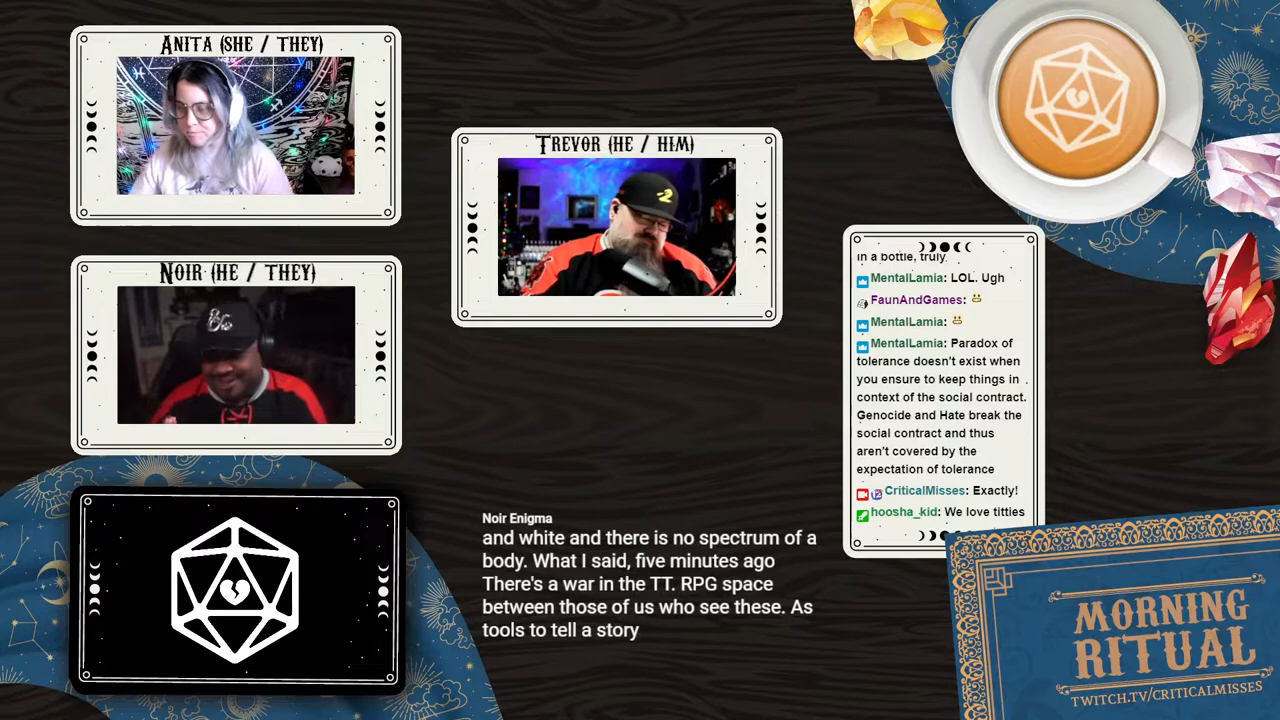 ANITA (SHE / THEY)
TREVOR (HE / HIM)
-2
NOIR (HE / THEY)
in a bottle, truly
MentalLamia: LOL. Ugh
FaunAndGames:
MentalLamia:
MentalLamia: Paradox of
tolerance doesn't exist when
you ensure to keep things in
context of the social contract.
Genocide and Hate break the
social contract and thus
aren't covered by the
expectation of tolerance
CriticalMisses: Exactly!
hoosha_kid: We love titties
Noir Enigma
and white and there is no spectrum of a
body. What I said, five minutes ago
There's a war in the TT. RPG space
between those of us who see these. As
tools to tell a story
MORNING
RITUAL
TWITCH.TV/CRITICALMISSES